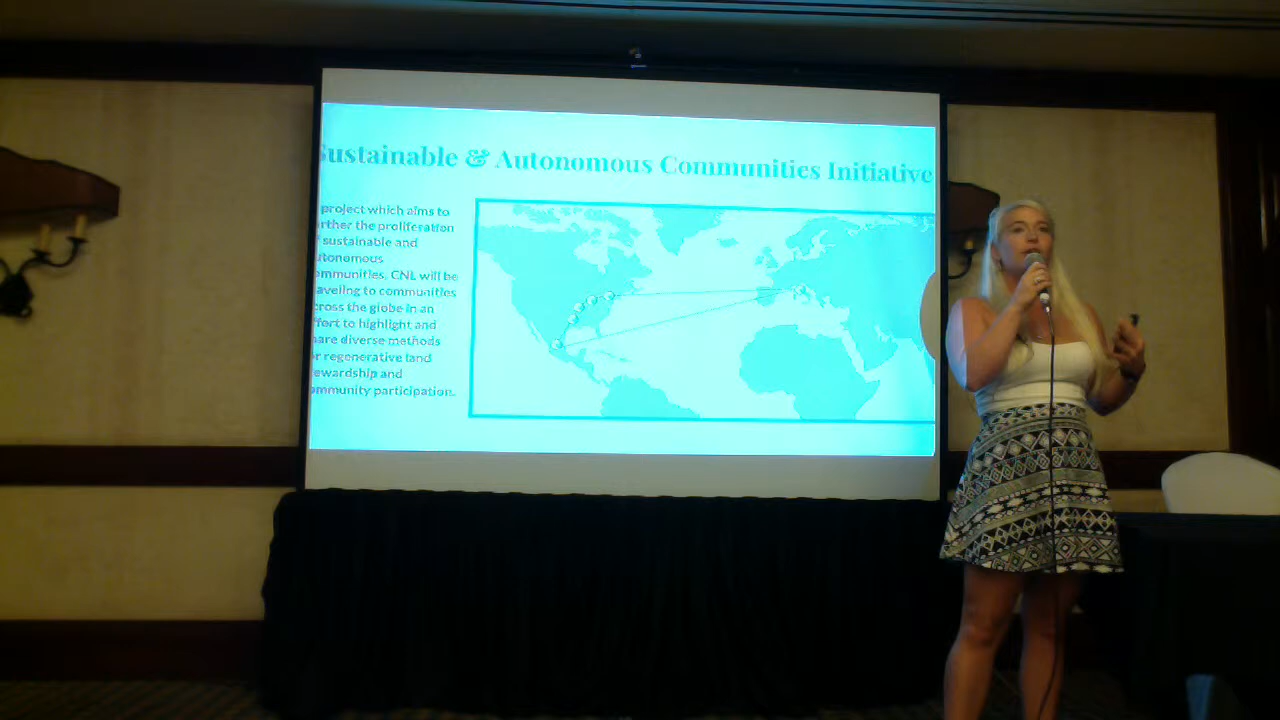 Sustainable & Autonomous Communities Initiative
project which aims to
rther the proliferation
sustainable and
utonomous
mmunities, CNL will be
aveling to communities
cross the globe in an
ffort to highlight and
are diverse methods
or regenerative land
ewardship and
mmunity participation.